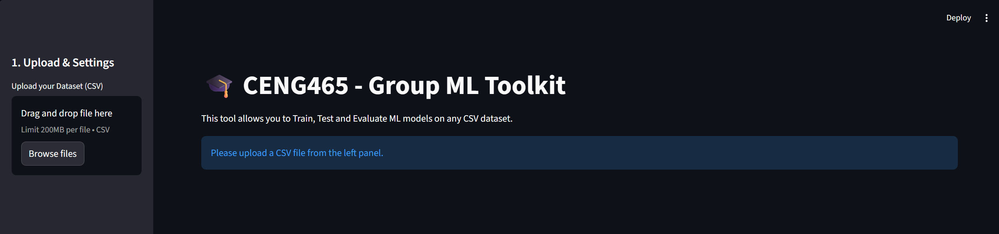 Deploy
1. Upload & Settings
Upload your Dataset (CSV)
Drag and drop file here
Limit 200MB per file • CSV
Browse files
CENG465 - Group ML Toolkit
This tool allows you to Train, Test and Evaluate ML models on any CSV dataset.
Please upload a CSV file from the left panel.